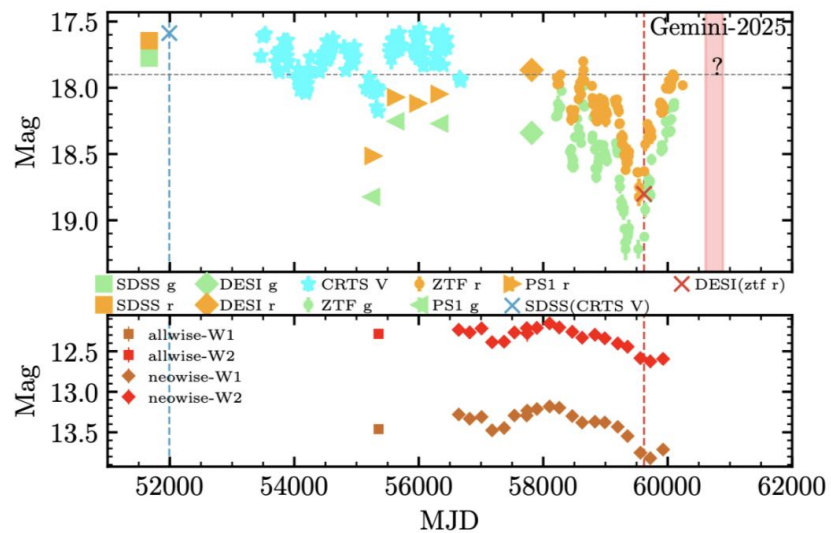 17.5
Gemini-2025
?
18.0
Mag
18.5
19.0
SDSS g DESI g CRTS V ZTF r PS1 r DESI(ztf r)
SDSS r DESI r ZTF g PS1 g SDSS(CRTS V)
12.5
13.0
13.5
Mag
allwise-W1
allwise-W2
neowise-W1
neowise-W2
52000 54000 56000 58000 60000 62000
MJD